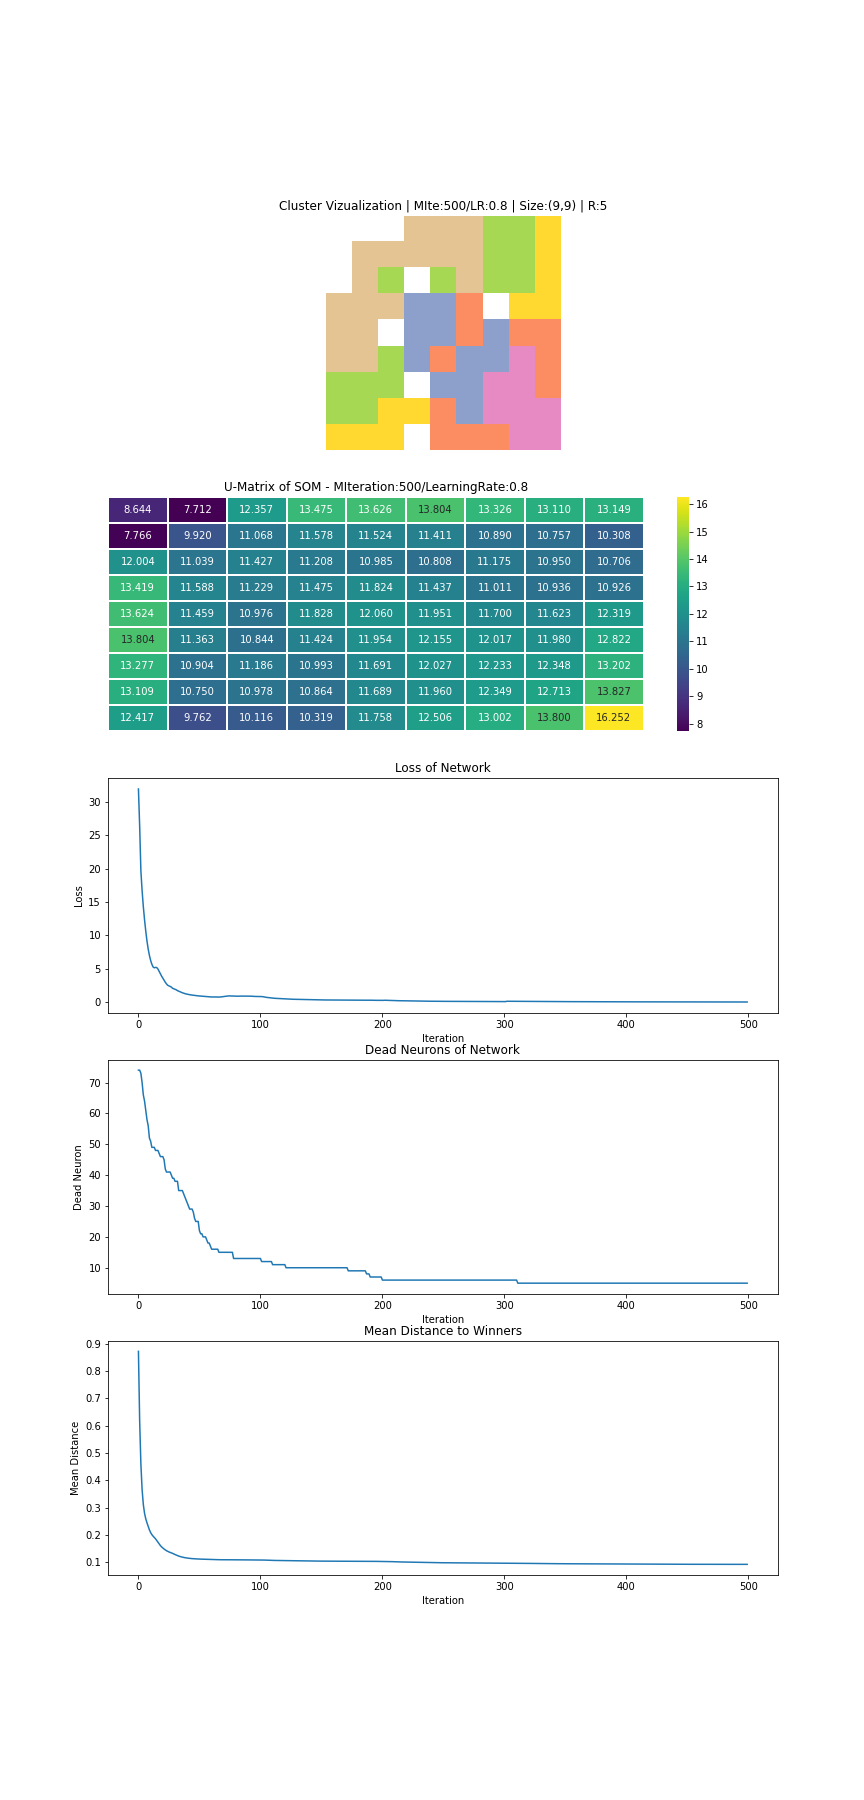 Cluster Vizualization | MIte:500/LR:0.8 | Size:(9,9) | R:5
U-Matrix of SOM - MIteration:500/LearningRate:0.8
8.644 7.712 12.357 13.475 13.626 13.804 13.326 13.110 13.149
7.766 9.920 11.068 11.578 11.524 11.411 10.890 10.757 10.308
12.004 11.039 11.427 11.208 10.985 10.808 11.175 10.950 10.706
13.419 11.588 11.229 11.475 11.824 11.437 11.011 10.936 10.926
13.624 11.459 10.976 11.828 12.060 11.951 11.700 11.623 12.319
13.804 11.363 10.844 11.424 11.954 12.155 12.017 11.980 12.822
13.277 10.904 11.186 10.993 11.691 12.027 12.233 12.348 13.202
13.109 10.750 10.978 10.864 11.689 11.960 12.349 12.713 13.827
12.417 9.762 10.116 10.319 11.758 12.506 13.002 13.800 16.252
16
15
14
13
12
11
10
9
8
Loss of Network
Loss
30
25
20
15
10
5
0
0 100 200 300 400 500
Iteration
Dead Neurons of Network
Dead Neuron
70
60
50
40
30
20
10
0 100 200 300 400 500
Iteration
Mean Distance to Winners
Mean Distance
0.9
0.8
0.7
0.6
0.5
0.4
0.3
0.2
0.1
0 100 200 300 400 500
Iteration